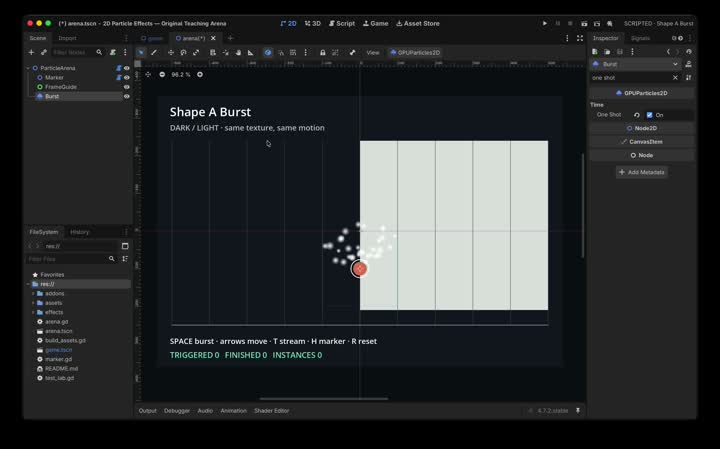 (*) arena.tscn - 2D Particle Effects — Original Teaching Arena
2D
3D
Script
Game
Asset Store
SCRIPTED · Shape A Burst
Scene
Import
Filter Nodes
ParticleArena
Marker
FrameGuide
Burst
FileSystem
History
res://
Filter Files
Favorites
res://
addons
assets
effects
arena.gd
arena.tscn
build_assets.gd
game.tscn
marker.gd
README.md
test_lab.gd
game
arena(*)
View
GPUParticles2D
96.2 %
Shape A Burst
DARK / LIGHT · same texture, same motion
SPACE burst · arrows move · T stream · H marker · R reset
TRIGGERED 0 FINISHED 0 INSTANCES 0
Output
Debugger
Audio
Animation
Shader Editor
4.7.2.stable
Inspector
Signals
Burst
one shot
GPUParticles2D
Time
One Shot
On
Node2D
CanvasItem
Node
Add Metadata